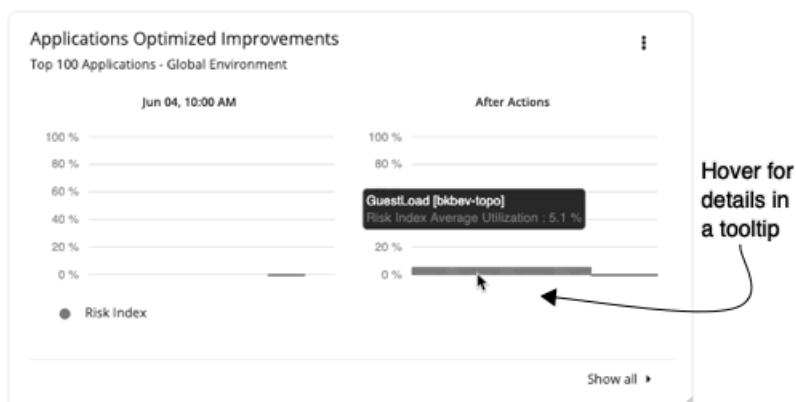 Applications Optimized Improvements
Top 100 Applications - Global Environment
Jun 04, 10:00 AM
100 %
80 %
60 %
40 %
20 %
0 %
Risk Index
After Actions
100 %
80 %
GuestLoad [bkbev-topo]
Risk Index Average Utilization : 5.1 %
20 %
0 %
Hover for
details in
a tooltip
Show all